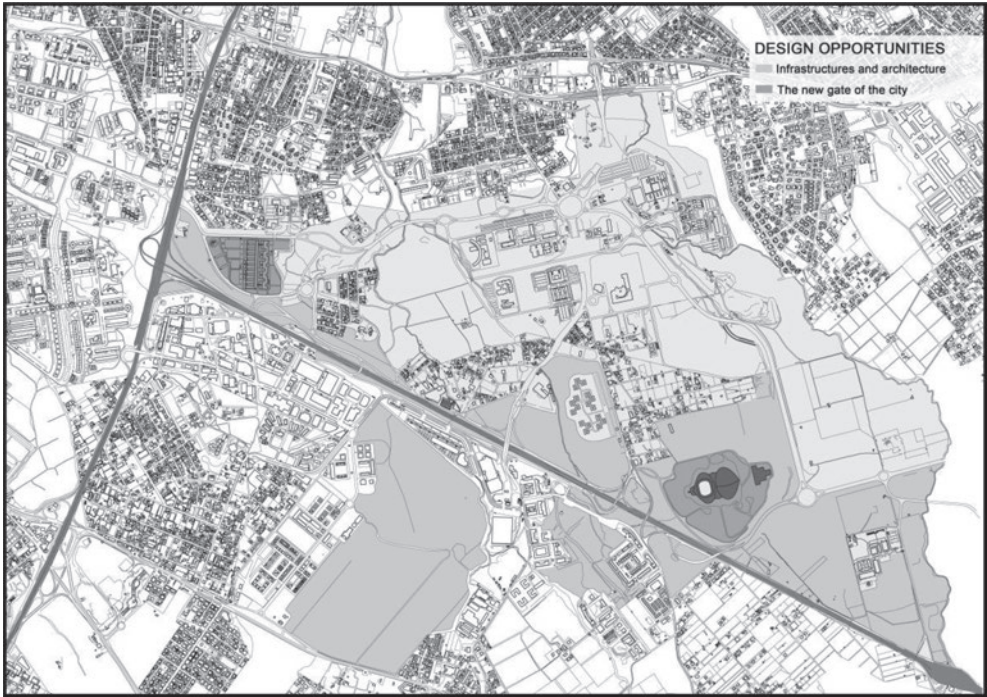 DESIGN OPPORTUNITIES
Infrastructures and architecture
The new gate of the city